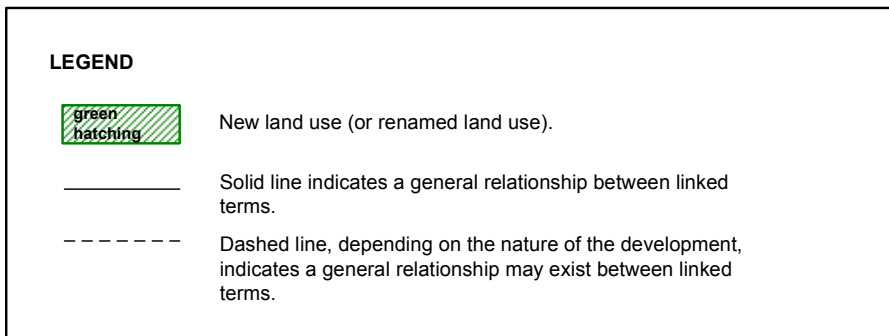 LEGEND
green
hatching
New land use (or renamed land use).
Solid line indicates a general relationship between linked
terms.
Dashed line, depending on the nature of the development,
indicates a general relationship may exist between linked
terms.